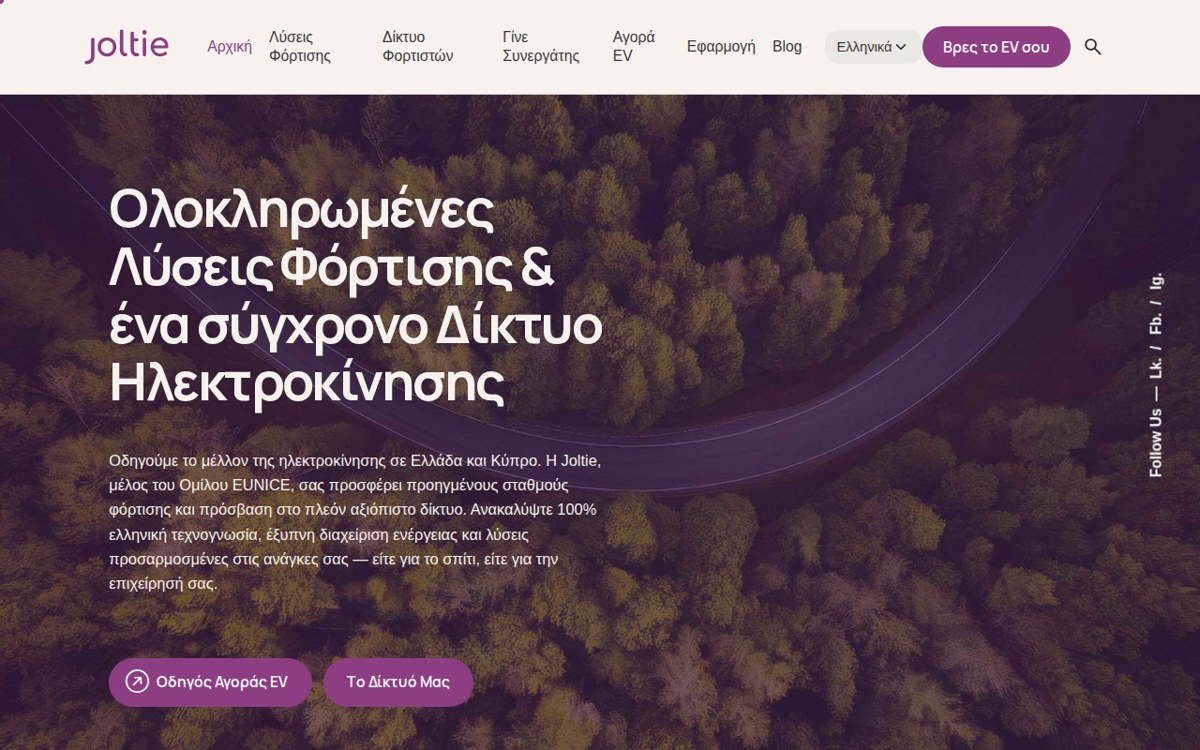 joltie
Αρχική
Λύσεις
Φόρτισης
Δίκτυο
Φορτιστών
Γίνε
Συνεργάτης
Αγορά
EV
Εφαρμογή
Blog
Ελληνικά
Βρες το EV σου
Ολοκληρωμένες
Λύσεις Φόρτισης &
ένα σύγχρονο Δίκτυο
Ηλεκτροκίνησης
Οδηγούμε το μέλλον της ηλεκτροκίνησης σε Ελλάδα και Κύπρο. Η Joltie,
μέλος του Ομίλου EUNICE, σας προσφέρει προηγμένους σταθμούς
φόρτισης και πρόσβαση στο πλεόν αξιόπιστο δίκτυο. Ανακαλύψτε 100%
ελληνική τεχνογνωσία, έξυπνη διαχείριση ενέργειας και λύσεις
προσαρμοσμένες στις ανάγκες σας — είτε για το σπίτι, είτε για την
επιχείρησή σας.
Οδηγός Αγοράς EV
Το Δίκτυό Μας
Follow Us — Lk. / Fb. / Ig.